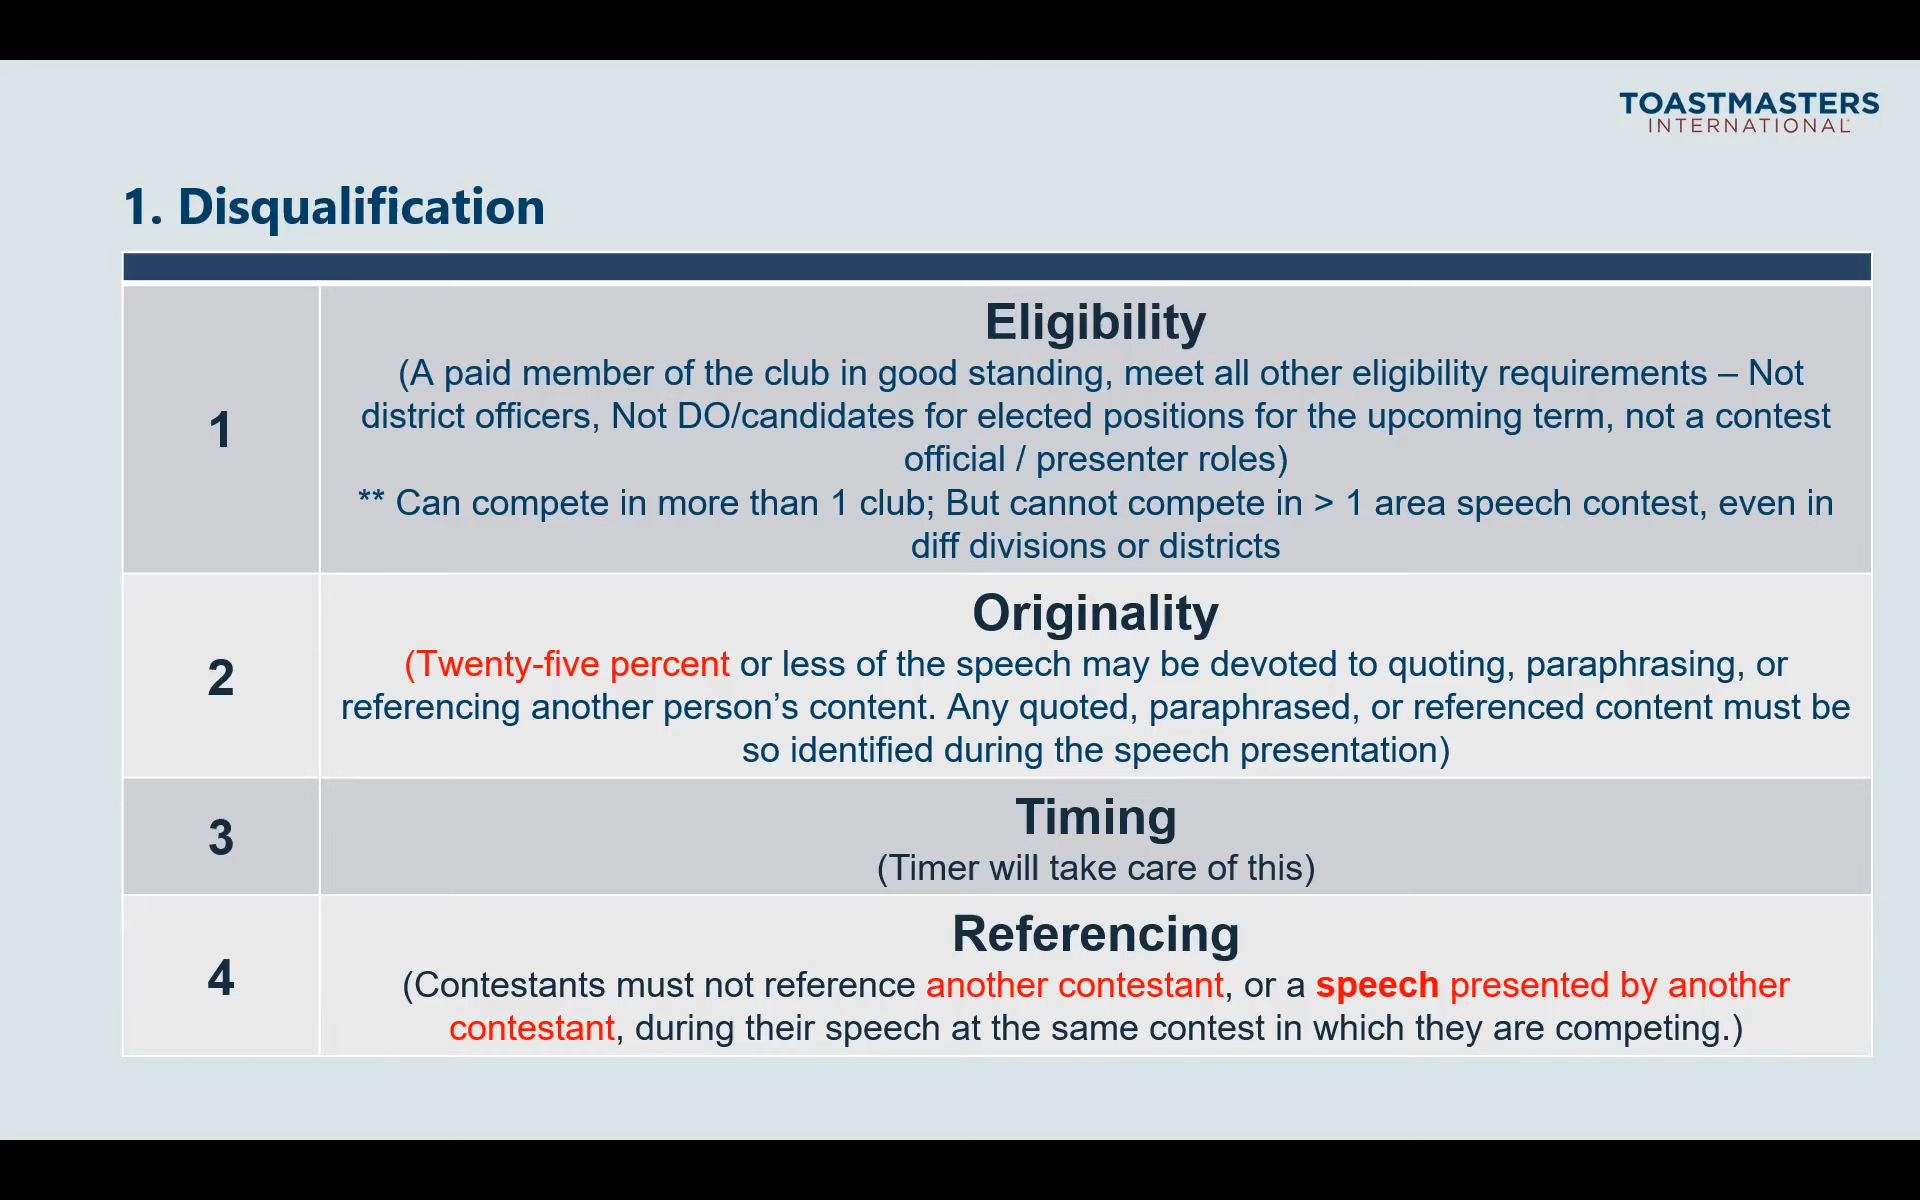 TOASTMASTERS
INTERNATIONAL
1. Disqualification
1
Eligibility
(A paid member of the club in good standing, meet all other eligibility requirements – Not
district officers, Not DO/candidates for elected positions for the upcoming term, not a contest
official / presenter roles)
** Can compete in more than 1 club; But cannot compete in > 1 area speech contest, even in
diff divisions or districts
2
Originality
(Twenty-five percent or less of the speech may be devoted to quoting, paraphrasing, or
referencing another person’s content. Any quoted, paraphrased, or referenced content must be
so identified during the speech presentation)
3
Timing
(Timer will take care of this)
4
Referencing
(Contestants must not reference another contestant, or a speech presented by another
contestant, during their speech at the same contest in which they are competing.)